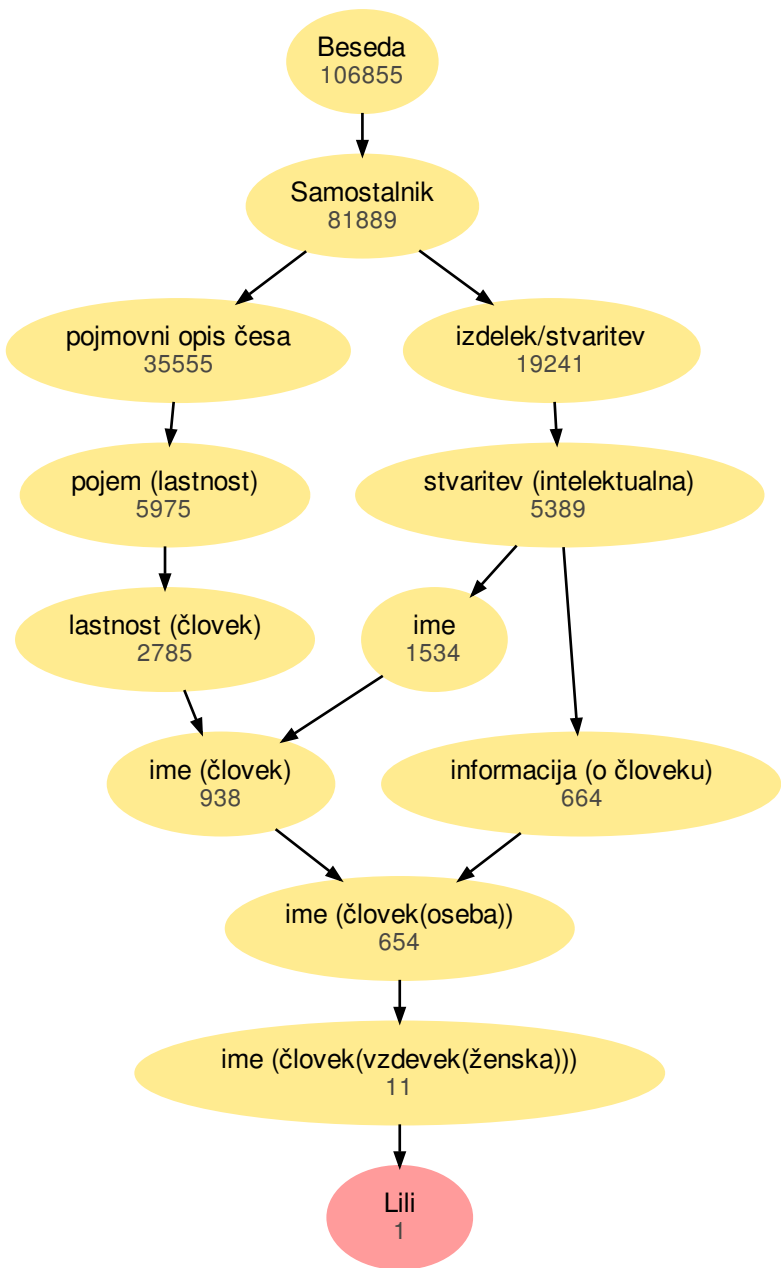 Beseda
106855
Samostalnik
81889
pojmovni opis česa
35555
izdelek/stvaritev
19241
pojem (lastnost)
5975
stvaritev (intelektualna)
5389
lastnost (človek)
2785
ime
1534
ime (človek)
938
informacija (o človeku)
664
ime (človek(oseba))
654
ime (človek(vzdevek(ženska)))
11
Lili
1